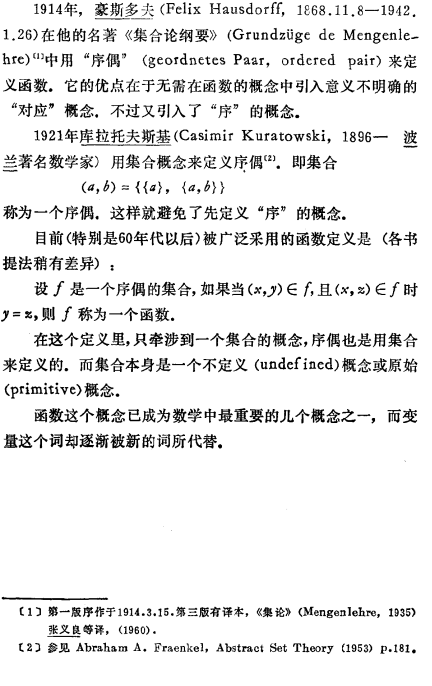 1914年，豪斯多夫(Felix Hausdorff, 1868.11.8—1942.
1.26)在他的名著《集合论纲要》(Grundzüge de Mengenle-
hre)〔1〕中用“序偶”(geordnetes Paar, ordered pair)来定
义函数．它的优点在于无需在函数的概念中引入意义不明确的
“对应”概念．不过又引入了“序”的概念．
1921年库拉托夫斯基(Casimir Kuratowski, 1896— 波
兰著名数学家) 用集合概念来定义序偶〔2〕．即集合
(a, b) = {{a}, {a, b}}
称为一个序偶．这样就避免了先定义“序”的概念．
目前(特别是60年代以后)被广泛采用的函数定义是 (各书
提法稍有差异)：
设 f 是一个序偶的集合，如果当(x, y)∈ f, 且(x, z)∈ f 时
y = z, 则 f 称为一个函数．
在这个定义里，只牵涉到一个集合的概念，序偶也是用集合
来定义的．而集合本身是一个不定义 (undefined)概念或原始
(primitive)概念．
函数这个概念已成为数学中最重要的几个概念之一，而变
量这个词却逐渐被新的词所代替．
〔1〕第一版序作于1914.3.15.第三版有译本，《集论》(Mengenlehre, 1935)
张义良等译，(1960)．
〔2〕参见 Abraham A. Fraenkel, Abstract Set Theory (1953) p.181.